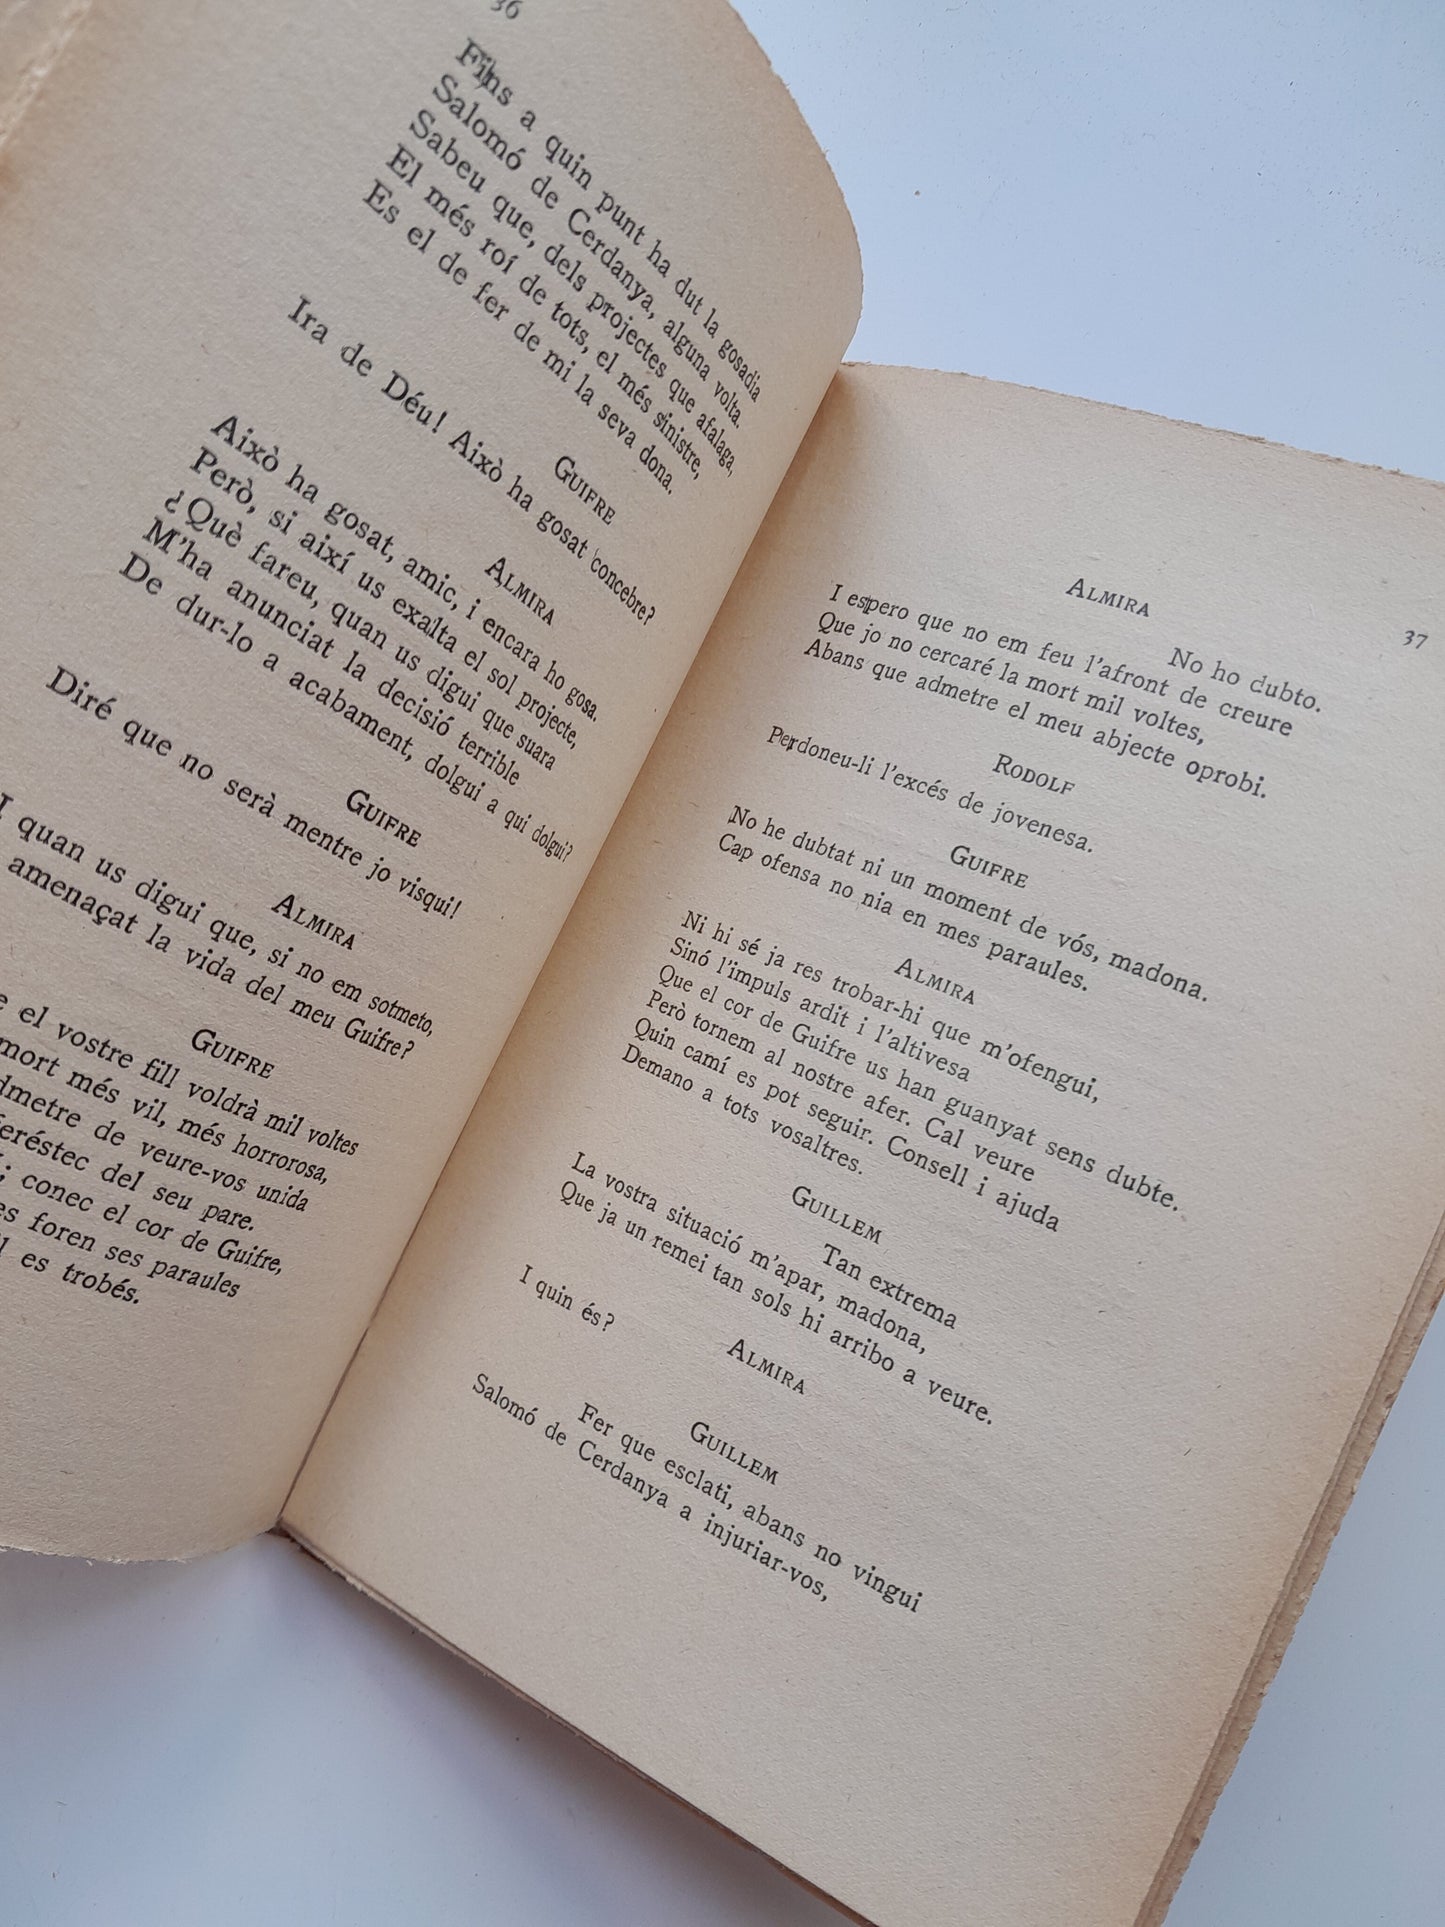 36
Fins a quin punt ha dut la gosadia
Salomó de Cerdanya, alguna volta.
Sabeu que, dels projectes que afalaga,
El més roí de tots, el més sinistre,
Es el de fer de mi la seva dona.
GUIFRE
Ira de Déu! Això ha gosat concebre?
ALMIRA
Això ha gosat, amic, i encara ho gosa.
Però, si així us exalta el sol projecte,
¿Què fareu, quan us digui que suara
M'ha anunciat la decisió terrible
De dur-lo a acabament, dolgui a qui dolgui?
GUIFRE
Diré que no serà mentre jo visqui!
ALMIRA
I quan us digui que, si no em sotmeto,
amenaçat la vida del meu Guifre?
GUIFRE
el vostre fill voldrà mil voltes
mort més vil, més horrorosa,
de veure-vos unida
del seu pare.
; conec el cor de Guifre,
foren ses paraules
es trobés.
37
ALMIRA
No ho dubto.
I espero que no em feu l'afront de creure
Que jo no cercaré la mort mil voltes,
Abans que admetre el meu abjecte oprobi.
RODOLF
Perdoneu-li l'excés de jovenesa.
GUIFRE
No he dubtat ni un moment de vós, madona.
Cap ofensa no nia en mes paraules.
ALMIRA
Ni hi sé ja res trobar-hi que m'ofengui,
Sinó l'impuls ardit i l'altivesa
Que el cor de Guifre us han guanyat sens dubte.
Però tornem al nostre afer. Cal veure
Quin camí es pot seguir. Consell i ajuda
Demano a tots vosaltres.
GUILLEM
Tan extrema
La vostra situació m'apar, madona,
Que ja un remei tan sols hi arribo a veure.
ALMIRA
I quin és?
GUILLEM
Fer que esclati, abans no vingui
Salomó de Cerdanya a injuriar-vos,